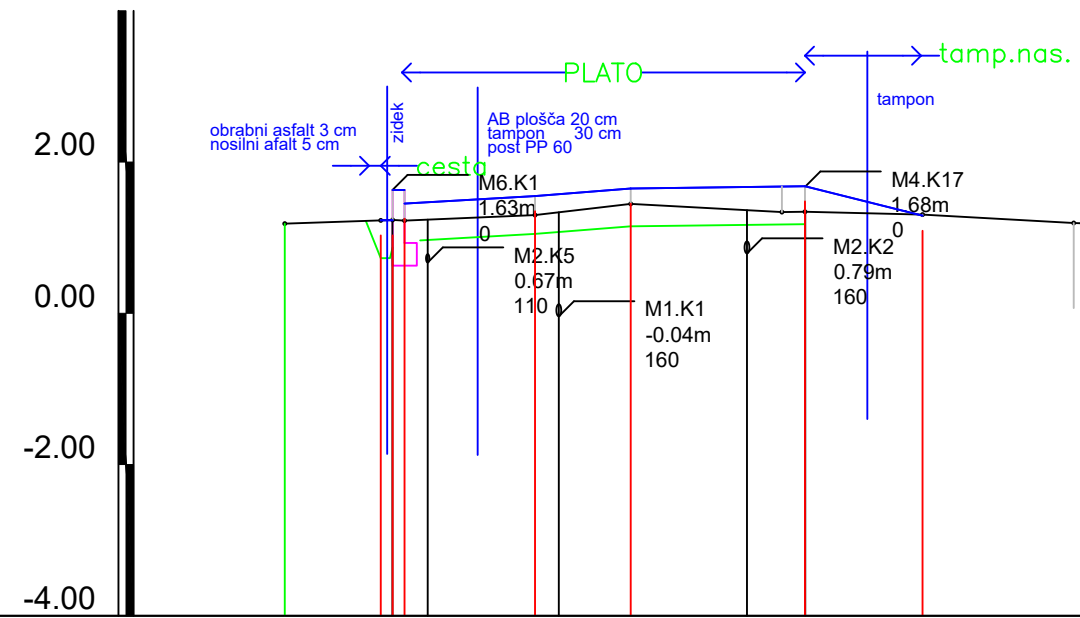 tamp.nas.
PLATO
tampon
zidek
AB plošča 20 cm
tampon 30 cm
post PP 60
obrabni asfalt 3 cm
nosilni afalt 5 cm
cesta
2.00
0.00
-2.00
-4.00
M6.K1
1.63m
0
M4.K17
1.68m
0
M2.K5
0.67m
110
M2.K2
0.79m
160
M1.K1
-0.04m
160